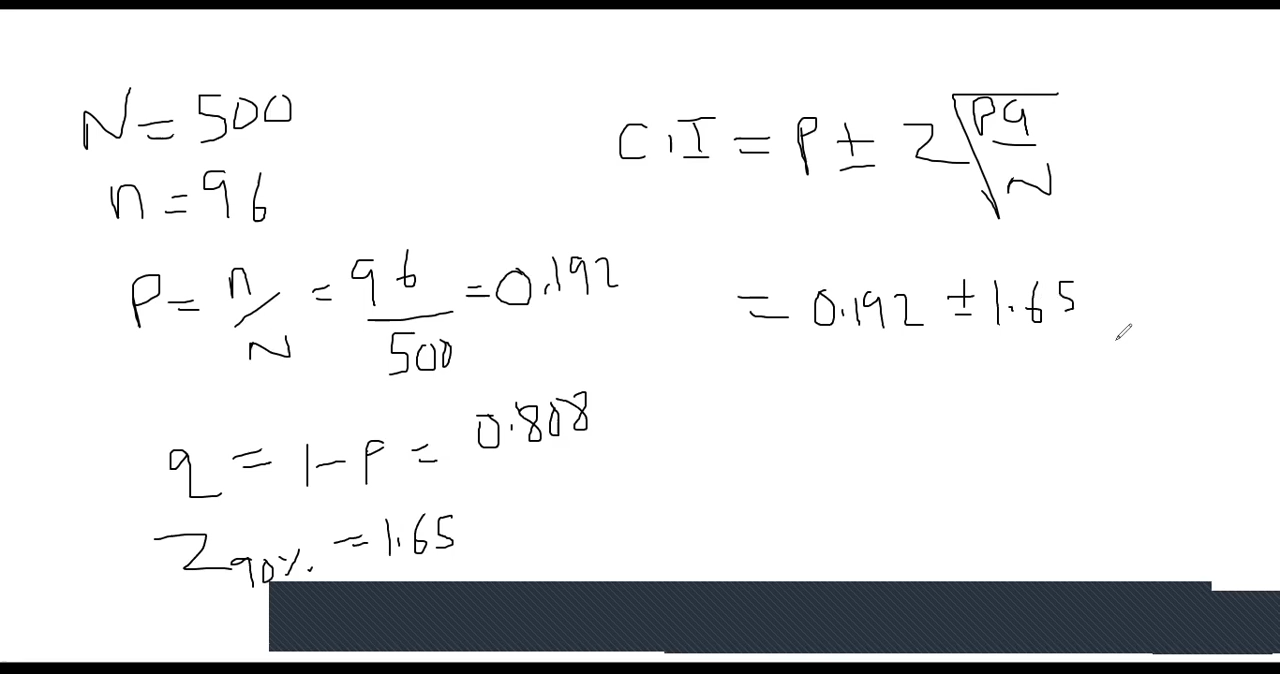 N = 500
n = 96
P = n/N = 96/500 = 0.192
q = 1 - P = 0.808
Z90% = 1.65
C.I = P ± Z√(Pq/N)
= 0.192 ± 1.65